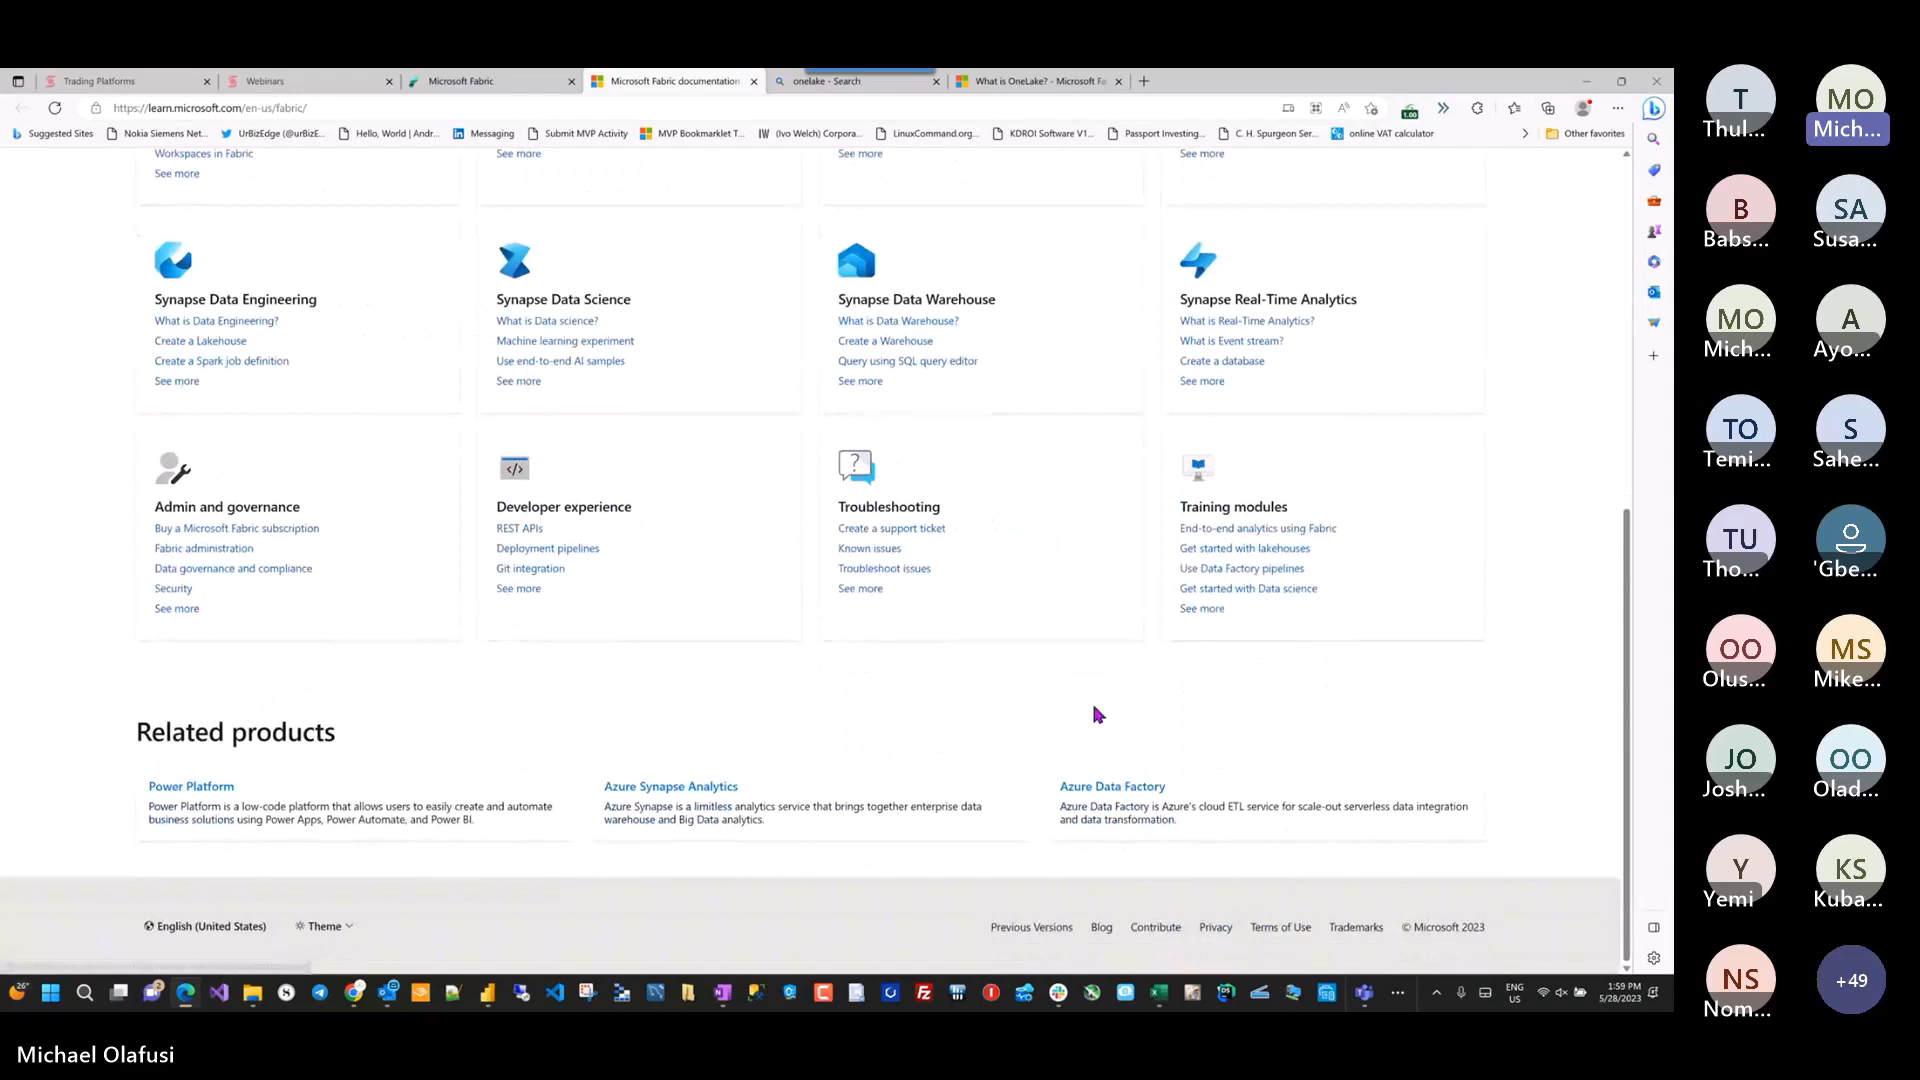 Trading Platforms
Webinars
Microsoft Fabric
Microsoft Fabric documentation
onelake - Search
What is OneLake? - Microsoft Fa
https://learn.microsoft.com/en-us/fabric/
1.00
Suggested Sites
Nokia Siemens Net...
UrBizEdge (@urBizE...
Hello, World | Andr...
Messaging
Submit MVP Activity
MVP Bookmarklet T...
(Ivo Welch) Corpora...
LinuxCommand.org...
KDROI Software V1...
Passport Investing...
C. H. Spurgeon Ser...
online VAT calculator
Other favorites
Workspaces in Fabric
See more
See more
See more
See more
Synapse Data Engineering
What is Data Engineering?
Create a Lakehouse
Create a Spark job definition
See more
Synapse Data Science
What is Data science?
Machine learning experiment
Use end-to-end AI samples
See more
Synapse Data Warehouse
What is Data Warehouse?
Create a Warehouse
Query using SQL query editor
See more
Synapse Real-Time Analytics
What is Real-Time Analytics?
What is Event stream?
Create a database
See more
Admin and governance
Buy a Microsoft Fabric subscription
Fabric administration
Data governance and compliance
Security
See more
Developer experience
REST APIs
Deployment pipelines
Git integration
See more
Troubleshooting
Create a support ticket
Known issues
Troubleshoot issues
See more
Training modules
End-to-end analytics using Fabric
Get started with lakehouses
Use Data Factory pipelines
Get started with Data science
See more
Related products
Power Platform
Power Platform is a low-code platform that allows users to easily create and automate
business solutions using Power Apps, Power Automate, and Power BI.
Azure Synapse Analytics
Azure Synapse is a limitless analytics service that brings together enterprise data
warehouse and Big Data analytics.
Azure Data Factory
Azure Data Factory is Azure's cloud ETL service for scale-out serverless data integration
and data transformation.
English (United States)
Theme
Previous Versions
Blog
Contribute
Privacy
Terms of Use
Trademarks
© Microsoft 2023
26°
ENG
US
1:59 PM
5/28/2023
Michael Olafusi
T
Thul...
MO
Mich...
B
Babs...
SA
Susa...
MO
Mich...
A
Ayo...
TO
Temi...
S
Sahe...
TU
Tho...
'Gbe...
OO
Olus...
MS
Mike...
JO
Josh...
OO
Olad...
Y
Yemi
KS
Kuba...
NS
Nom...
+49